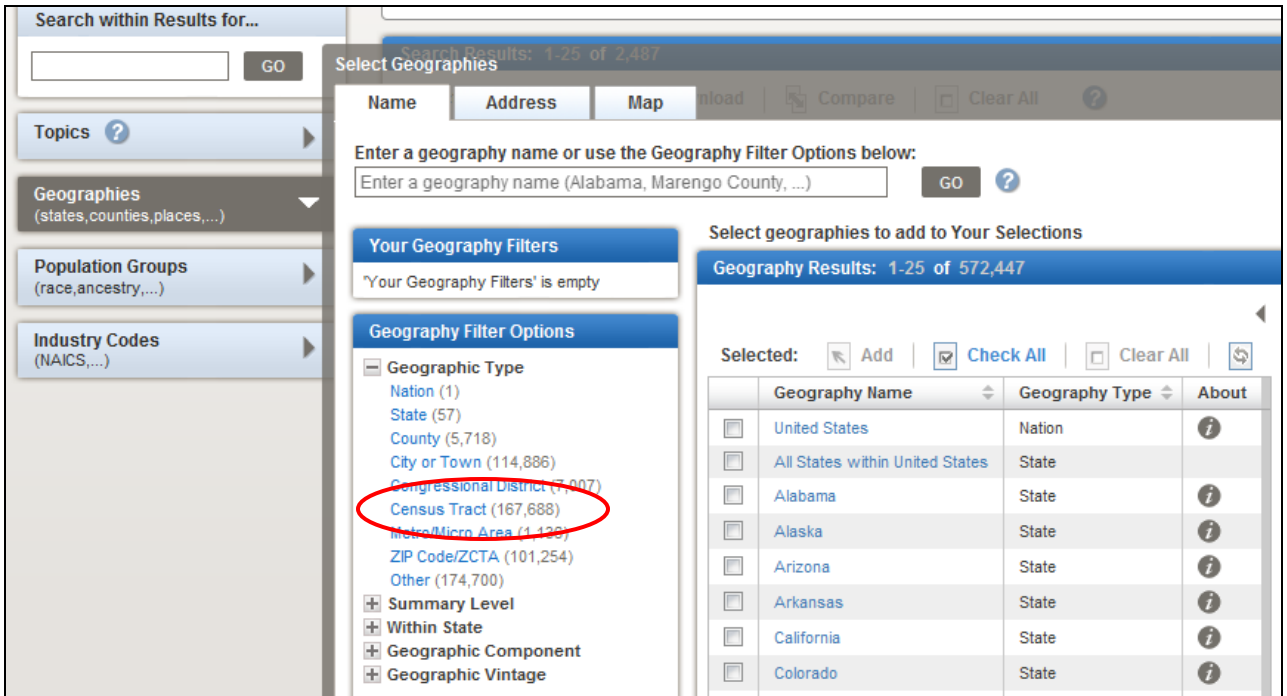 Search within Results for...
GO
Topics ?
Geographies
(states,counties,places,...)
Population Groups
(race,ancestry,...)
Industry Codes
(NAICS,...)
Search Results: 1-25 of 2,487
Select Geographies
nload Compare Clear All ?
Name Address Map
Enter a geography name or use the Geography Filter Options below:
Enter a geography name (Alabama, Marengo County, ...) GO ?
Your Geography Filters
'Your Geography Filters' is empty
Geography Filter Options
Geographic Type
Nation (1)
State (57)
County (5,718)
City or Town (114,886)
Congressional District (7,007)
Census Tract (167,688)
Metro/Micro Area (1,138)
ZIP Code/ZCTA (101,254)
Other (174,700)
Summary Level
Within State
Geographic Component
Geographic Vintage
Select geographies to add to Your Selections
Geography Results: 1-25 of 572,447
Selected: Add Check All Clear All
Geography Name Geography Type About
United States Nation i
All States within United States State
Alabama State i
Alaska State i
Arizona State i
Arkansas State i
California State i
Colorado State i